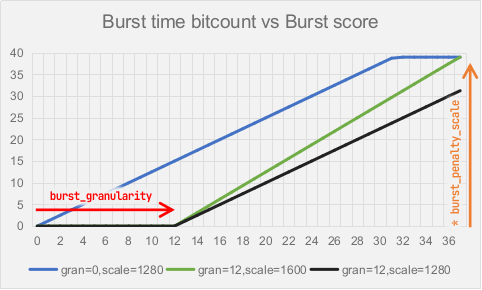 Burst time bitcount vs Burst score
40
35
30
25
20
15
10
5
0
burst_granularity
* burst_penalty_scale
0 2 4 6 8 10 12 14 16 18 20 22 24 26 28 30 32 34 36
gran=0,scale=1280 gran=12,scale=1600 gran=12,scale=1280